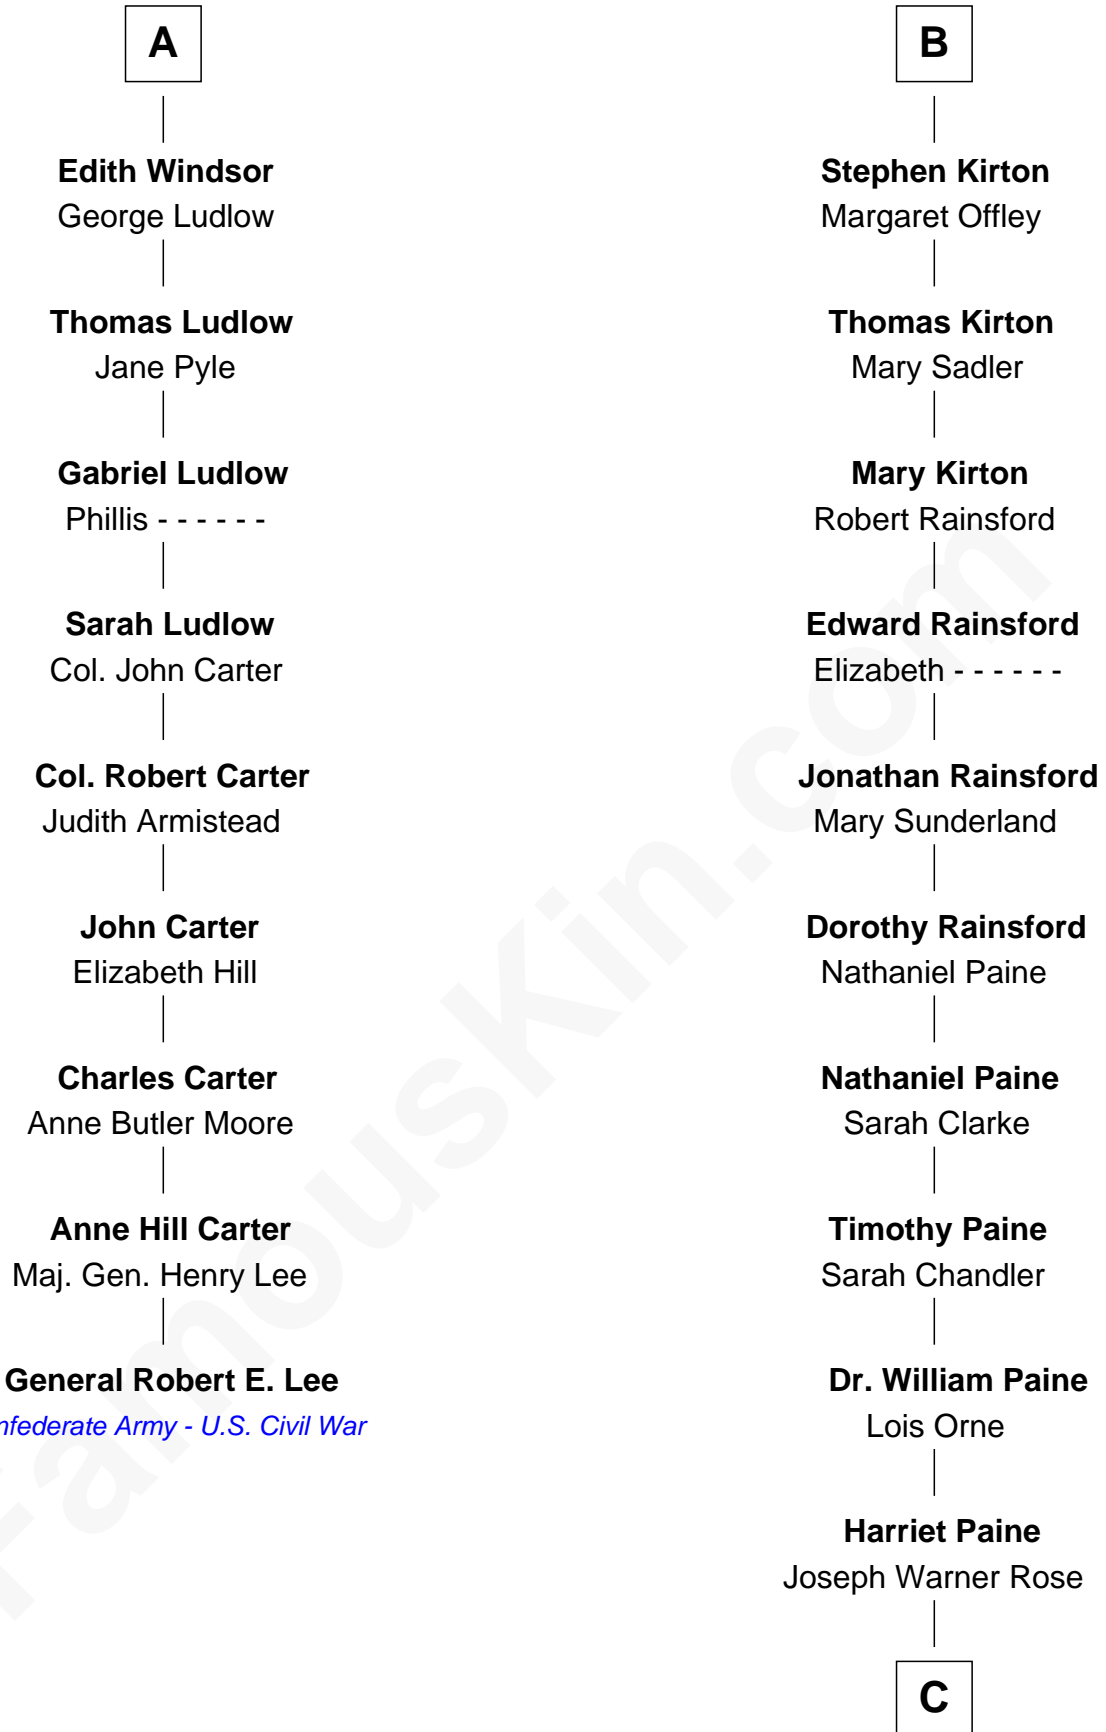 A
Edith Windsor
George Ludlow
Thomas Ludlow
Jane Pyle
Gabriel Ludlow
Phillis - - - - - -
Sarah Ludlow
Col. John Carter
Col. Robert Carter
Judith Armistead
John Carter
Elizabeth Hill
Charles Carter
Anne Butler Moore
Anne Hill Carter
Maj. Gen. Henry Lee
General Robert E. Lee
nfederate Army - U.S. Civil War
B
Stephen Kirton
Margaret Offley
Thomas Kirton
Mary Sadler
Mary Kirton
Robert Rainsford
Edward Rainsford
Elizabeth - - - - - -
Jonathan Rainsford
Mary Sunderland
Dorothy Rainsford
Nathaniel Paine
Nathaniel Paine
Sarah Clarke
Timothy Paine
Sarah Chandler
Dr. William Paine
Lois Orne
Harriet Paine
Joseph Warner Rose
C
FamousKin.com